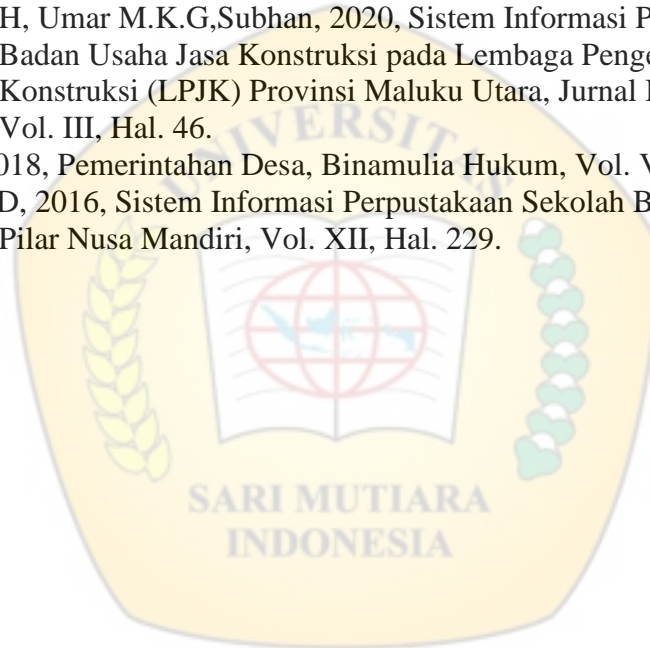 H, Umar M.K.G,Subhan, 2020, Sistem Informasi P
Badan Usaha Jasa Konstruksi pada Lembaga Penge
Konstruksi (LPJK) Provinsi Maluku Utara, Jurnal
Vol. III, Hal. 46.
018, Pemerintahan Desa, Binamulia Hukum, Vol. V
D, 2016, Sistem Informasi Perpustakaan Sekolah B
Pilar Nusa Mandiri, Vol. XII, Hal. 229.
UNIVERSITAS
SARI MUTIARA
INDONESIA